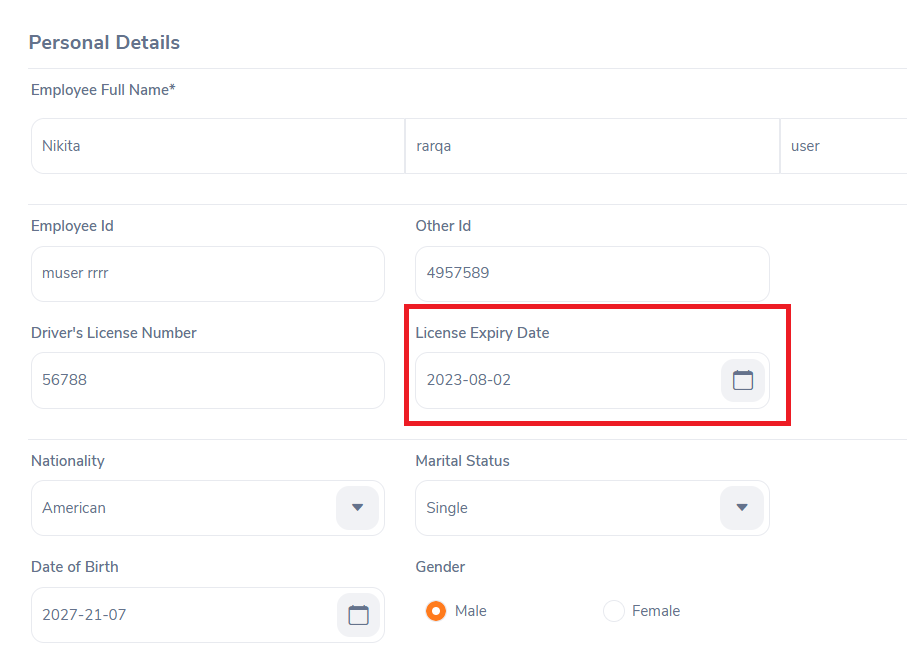 Personal Details
Employee Full Name*
Nikita rarqa user
Employee Id Other Id
muser rrrr 4957589
Driver's License Number License Expiry Date
56788 2023-08-02
Nationality Marital Status
American Single
Date of Birth Gender
2027-21-07 Male Female